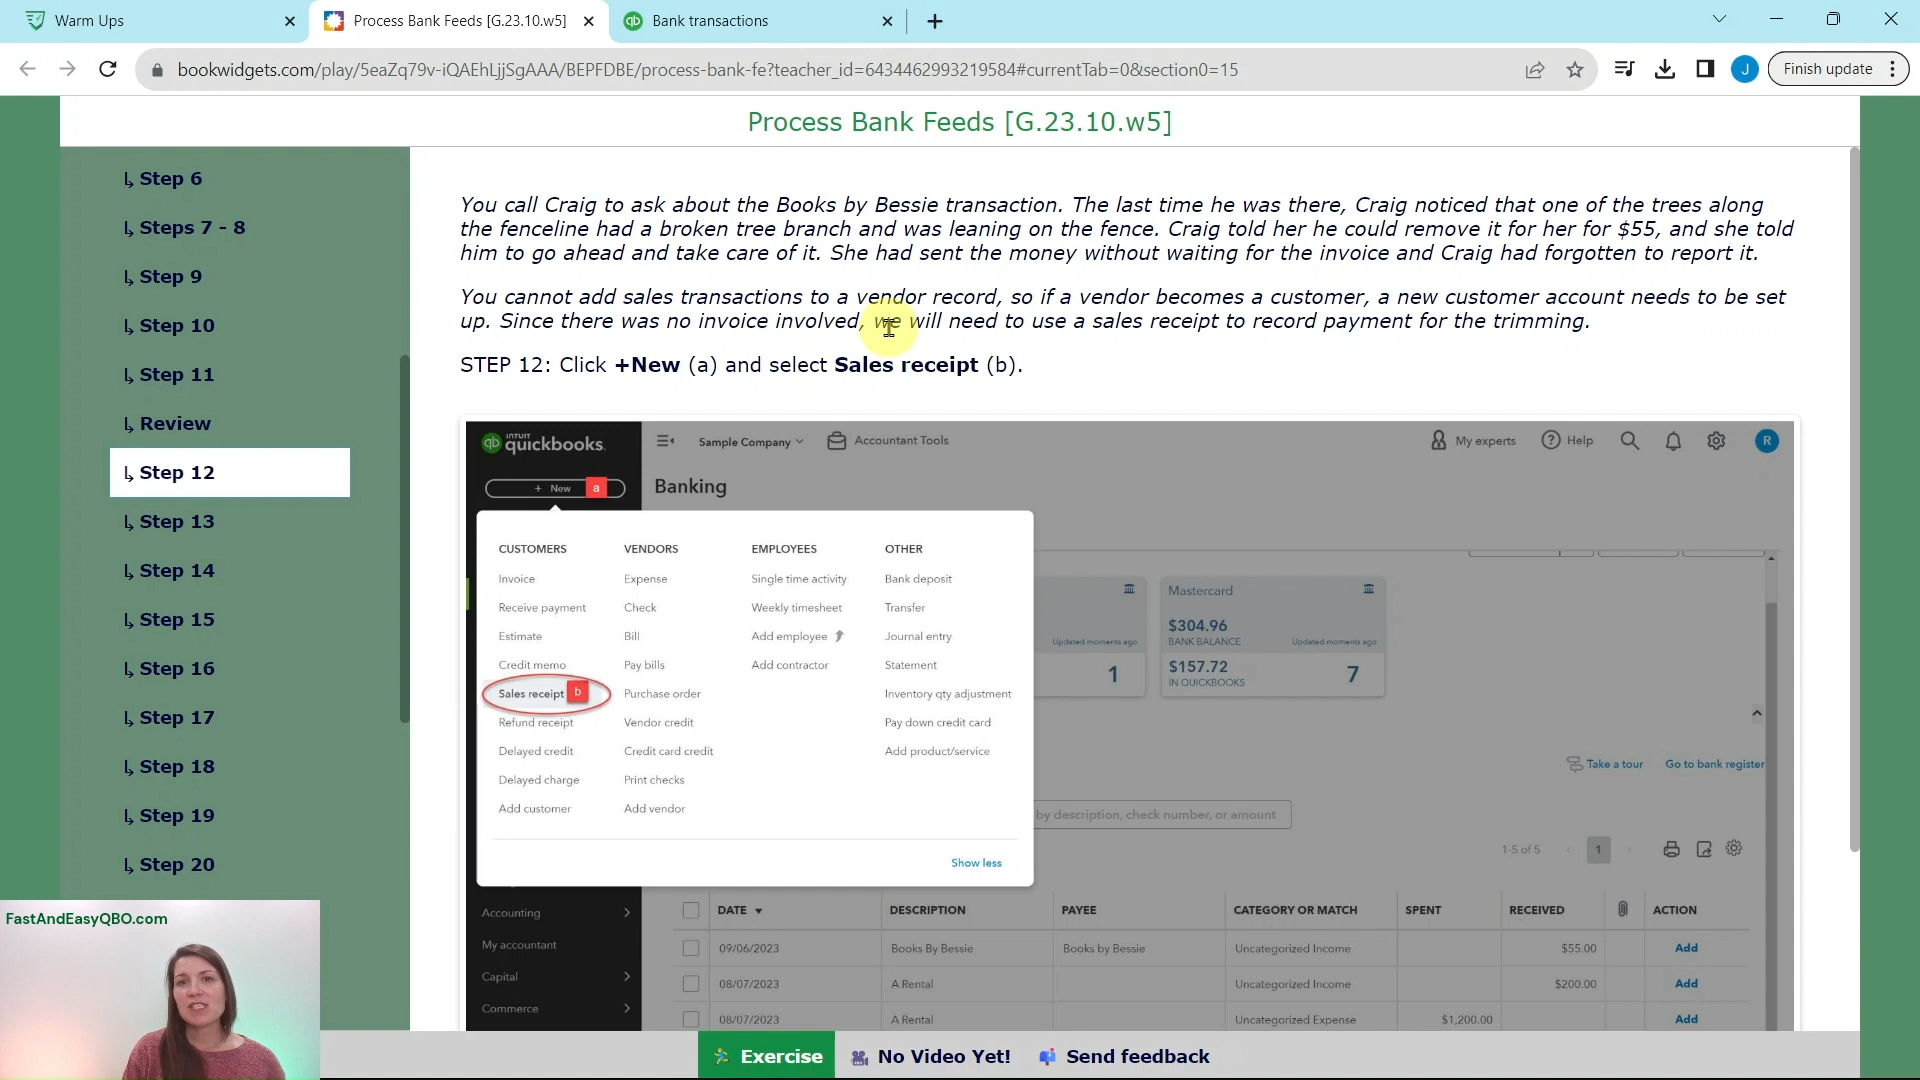 Warm Ups
Process Bank Feeds [G.23.10.w5]
Bank transactions
bookwidgets.com/play/5eaZq79v-iQAEhLjjSgAAA/BEPFDBE/process-bank-fe?teacher_id=6434462993219584#currentTab=0&section0=15
J
Finish update
Process Bank Feeds [G.23.10.w5]
Step 6
Steps 7 - 8
Step 9
Step 10
Step 11
Review
Step 12
Step 13
Step 14
Step 15
Step 16
Step 17
Step 18
Step 19
Step 20
You call Craig to ask about the Books by Bessie transaction. The last time he was there, Craig noticed that one of the trees along
the fenceline had a broken tree branch and was leaning on the fence. Craig told her he could remove it for her for $55, and she told
him to go ahead and take care of it. She had sent the money without waiting for the invoice and Craig had forgotten to report it.
You cannot add sales transactions to a vendor record, so if a vendor becomes a customer, a new customer account needs to be set
up. Since there was no invoice involved, we will need to use a sales receipt to record payment for the trimming.
STEP 12: Click +New (a) and select Sales receipt (b).
qb INTUIT quickbooks.
Sample Company
Accountant Tools
My experts
Help
R
+ New a
Banking
CUSTOMERS VENDORS EMPLOYEES OTHER
Invoice Expense Single time activity Bank deposit
Receive payment Check Weekly timesheet Transfer
Estimate Bill Add employee Journal entry
Credit memo Pay bills Add contractor Statement
Sales receipt b Purchase order Inventory qty adjustment
Refund receipt Vendor credit Pay down credit card
Delayed credit Credit card credit Add product/service
Delayed charge Print checks
Add customer Add vendor
Show less
Updated moments ago
1
Mastercard
$304.96
BANK BALANCE Updated moments ago
$157.72
IN QUICKBOOKS
7
Take a tour Go to bank register
by description, check number, or amount
1-5 of 5 1
Accounting
My accountant
Capital
Commerce
DATE DESCRIPTION PAYEE CATEGORY OR MATCH SPENT RECEIVED ACTION
09/06/2023 Books By Bessie Books by Bessie Uncategorized Income $55.00 Add
08/07/2023 A Rental Uncategorized Income $200.00 Add
08/07/2023 A Rental Uncategorized Expense $1,200.00 Add
FastAndEasyQBO.com
Exercise
No Video Yet!
Send feedback